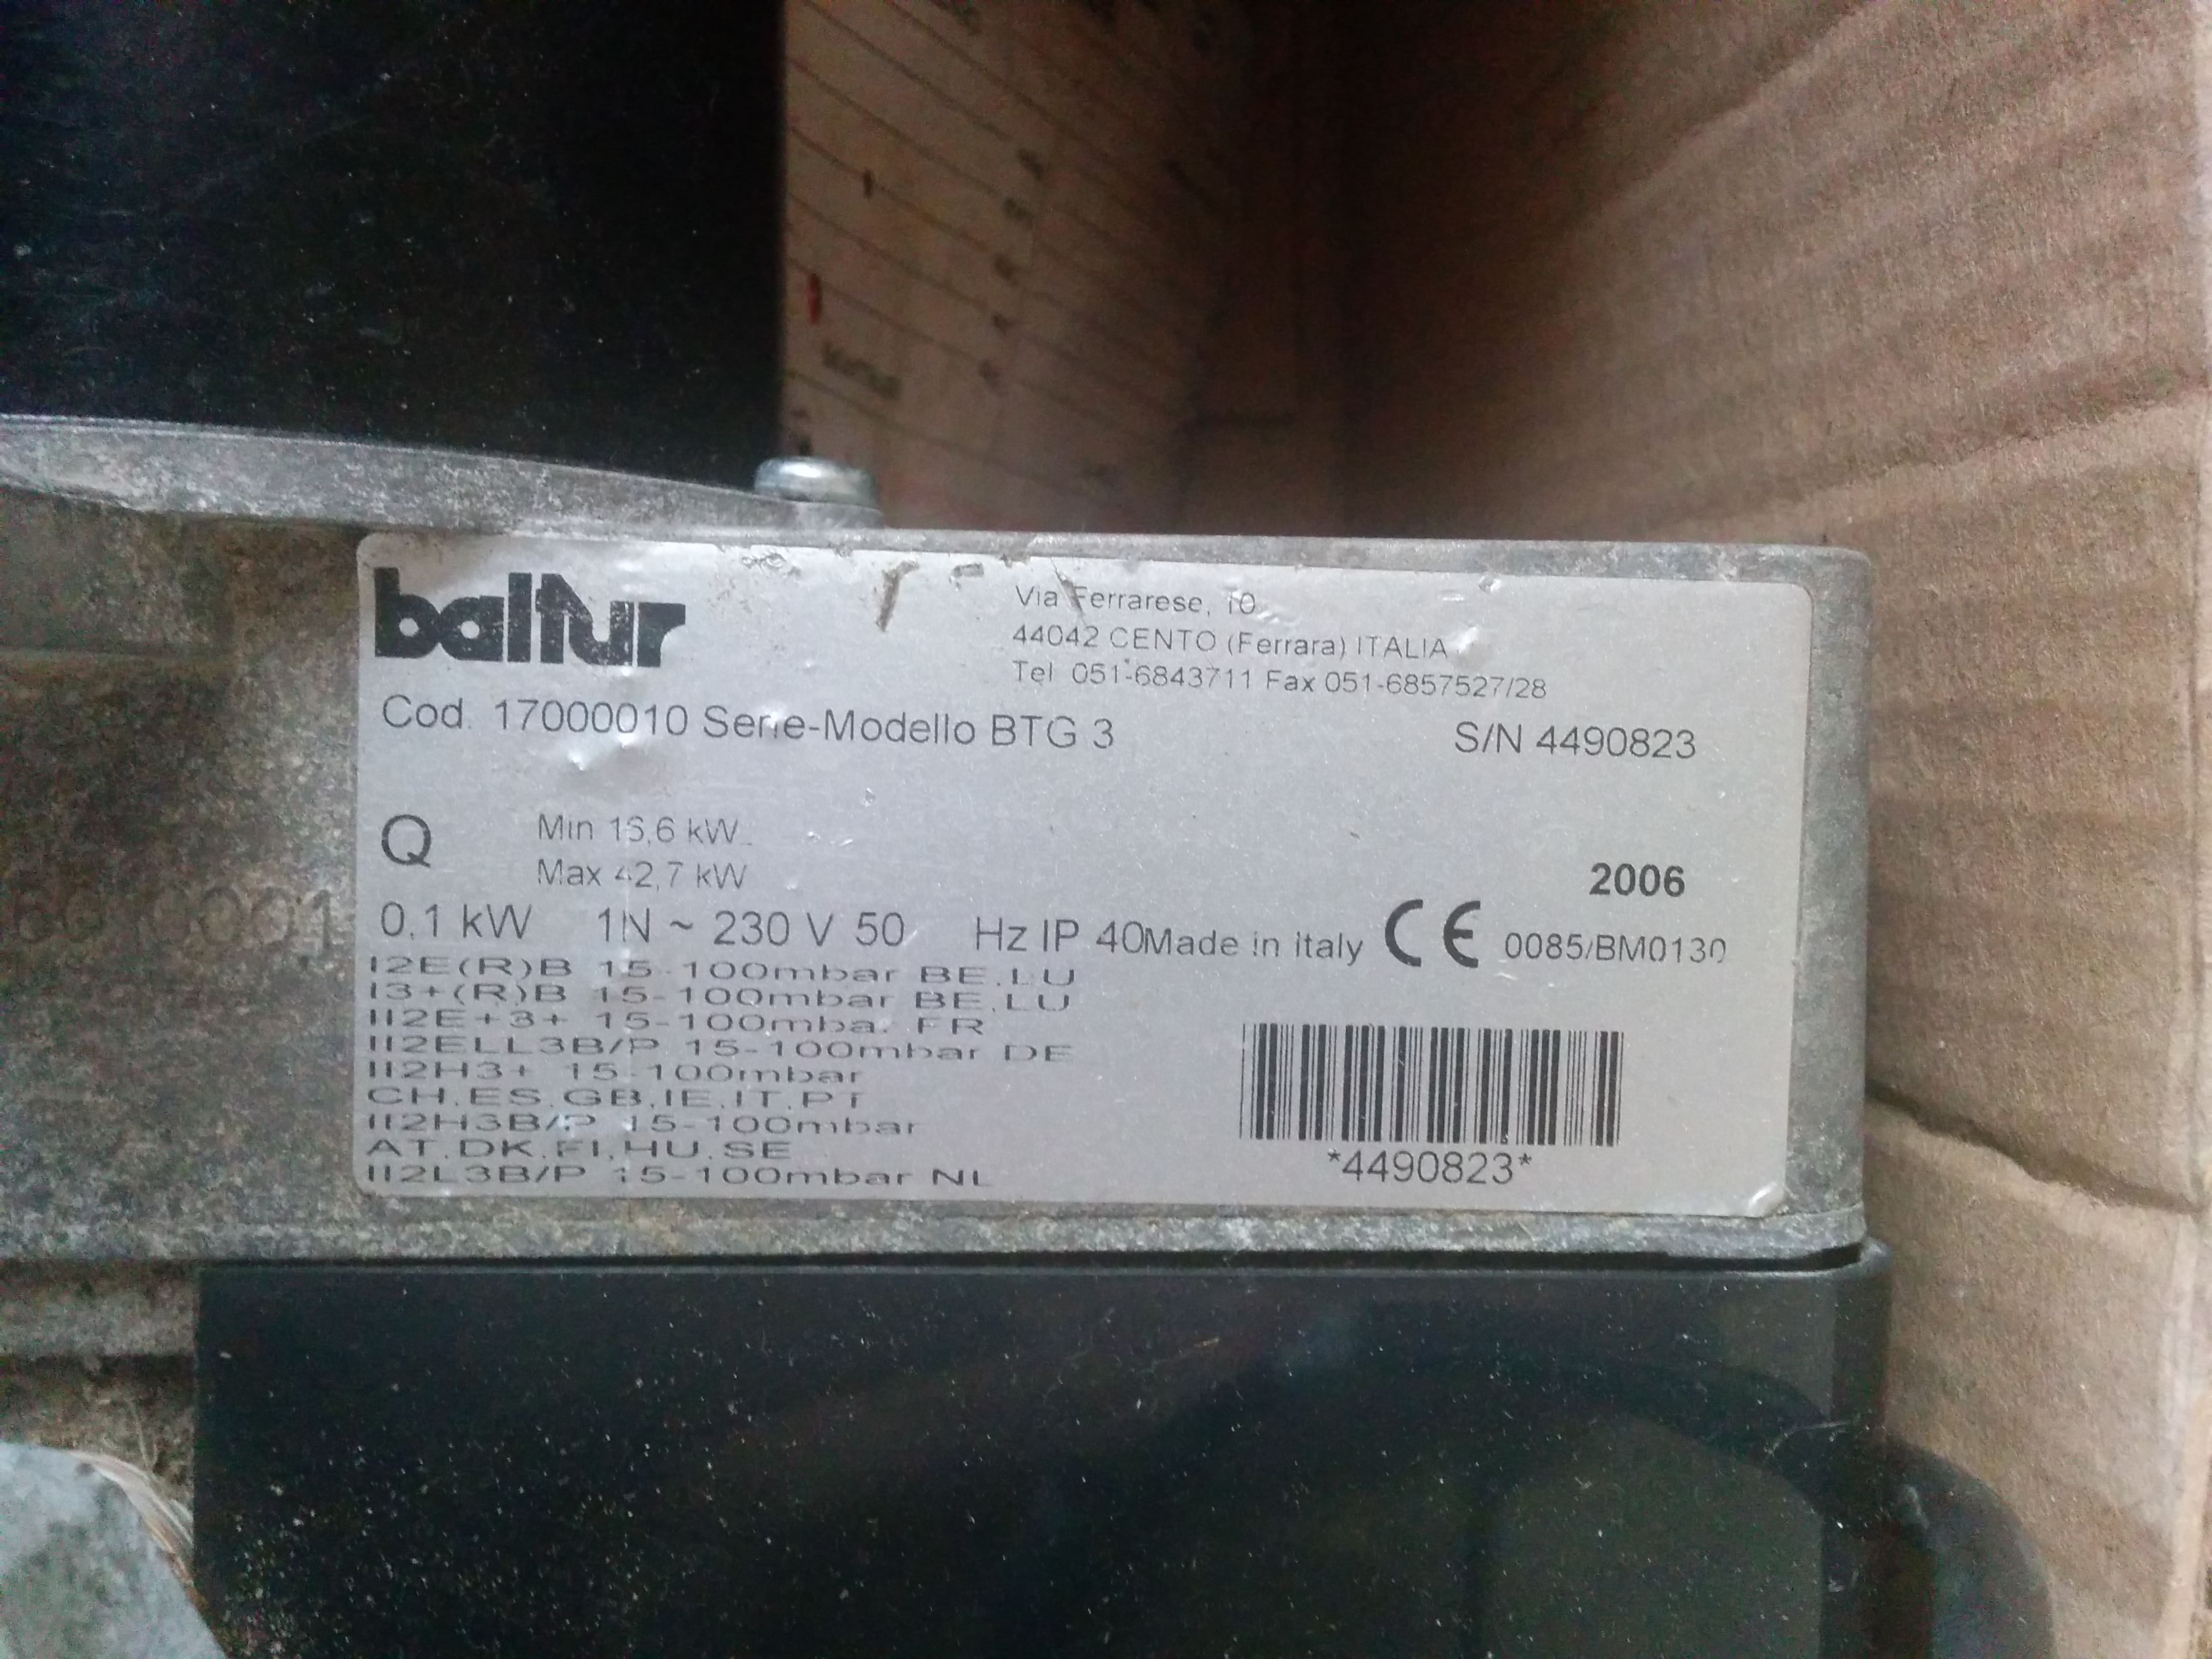 baltur
Via Ferrarese, 10
44042 CENTO (Ferrara) ITALIA
Tel 051-6843711 Fax 051-6857527/28
Cod. 17000010 Serie-Modello BTG 3
S/N 4490823
Q
Min 16,6 kW
Max 42,7 kW
2006
0,1 kW 1N ~ 230 V 50 Hz IP 40Made in italy CE 0085/BM0130
I2E(R)B 15-100mbar BE,LU
I3+(R)B 15-100mbar BE,LU
II2E+3+ 15-100mbar FR
II2ELL3B/P 15-100mbar DE
II2H3+ 15-100mbar
CH,ES,GB,IE,IT,PT
II2H3B/P 15-100mbar
AT,DK,FI,HU,SE
II2L3B/P 15-100mbar NL
*4490823*